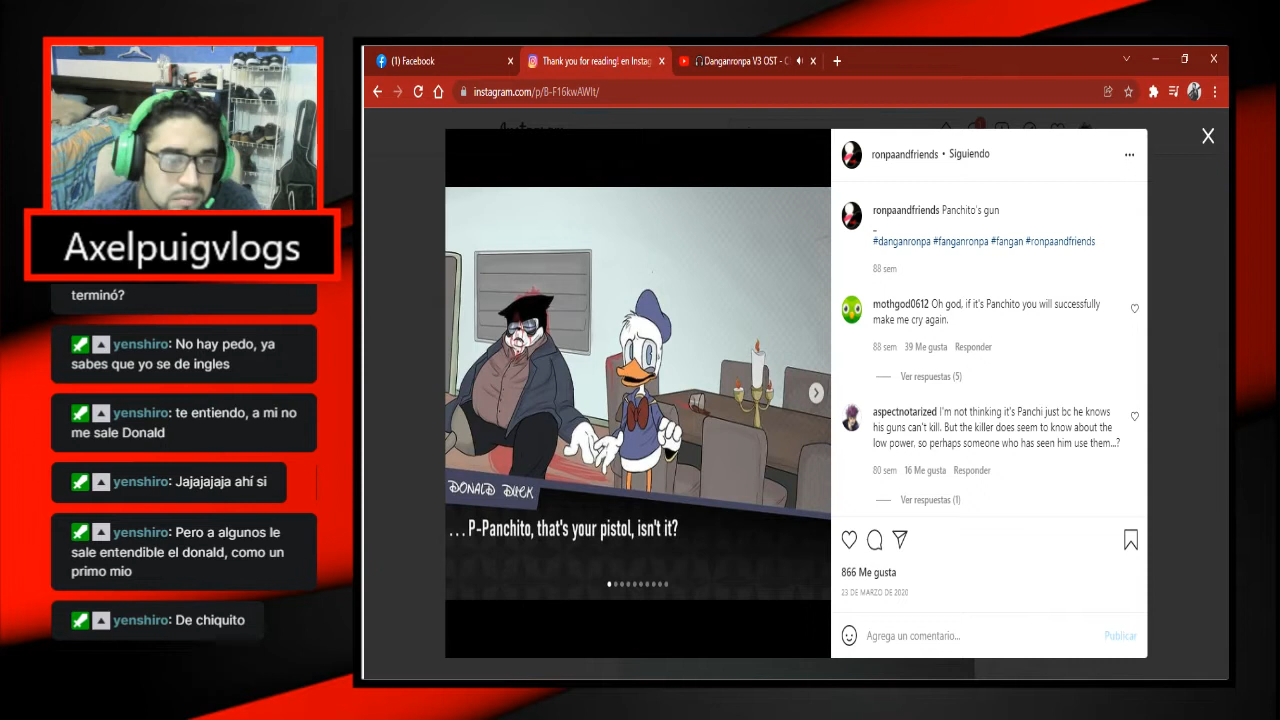 Axelpuigvlogs
terminó?
yenshiro: No hay pedo, ya
sabes que yo se de ingles
yenshiro: te entiendo, a mi no
me sale Donald
yenshiro: Jajajajaja ahí si
yenshiro: Pero a algunos le
sale entendible el donald, como un
primo mio
yenshiro: De chiquito
(1) Facebook
Thank you for reading! en Instag
Danganronpa V3 OST - C
instagram.com/p/B-F16kwAWIt/
DONALD DUCK
. . . P-Panchito, that's your pistol, isn't it?
ronpaandfriends • Siguiendo
ronpaandfriends Panchito's gun
-
#danganronpa #fanganronpa #fangan #ronpaandfriends
88 sem
mothgod0612 Oh god, if it's Panchito you will successfully
make me cry again.
88 sem 39 Me gusta Responder
Ver respuestas (5)
aspectnotarized I'm not thinking it's Panchi just bc he knows
his guns can't kill. But the killer does seem to know about the
low power, so perhaps someone who has seen him use them...?
80 sem 16 Me gusta Responder
Ver respuestas (1)
866 Me gusta
23 DE MARZO DE 2020
Agrega un comentario...
Publicar